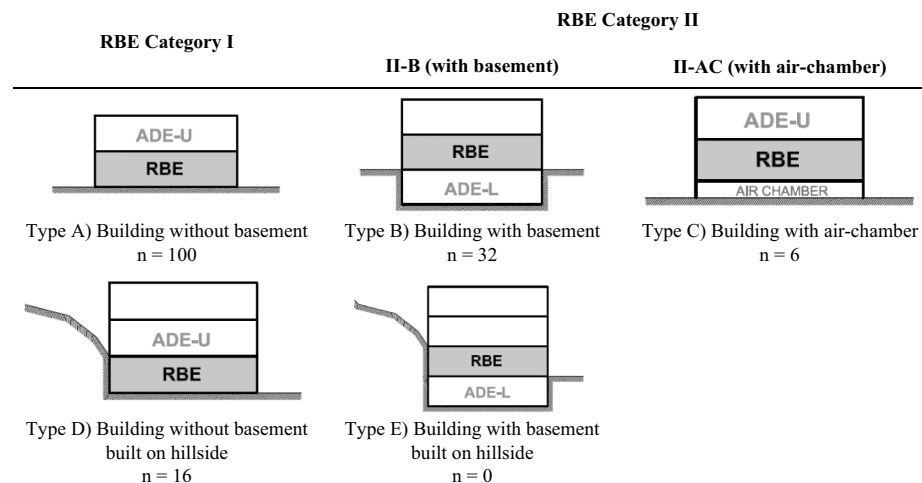 RBE Category I
RBE Category II
II-B (with basement)
II-AC (with air-chamber)
ADE-U
RBE
Type A) Building without basement
n = 100
RBE
ADE-L
Type B) Building with basement
n = 32
ADE-U
RBE
AIR CHAMBER
Type C) Building with air-chamber
n = 6
ADE-U
RBE
Type D) Building without basement
built on hillside
n = 16
RBE
ADE-L
Type E) Building with basement
built on hillside
n = 0